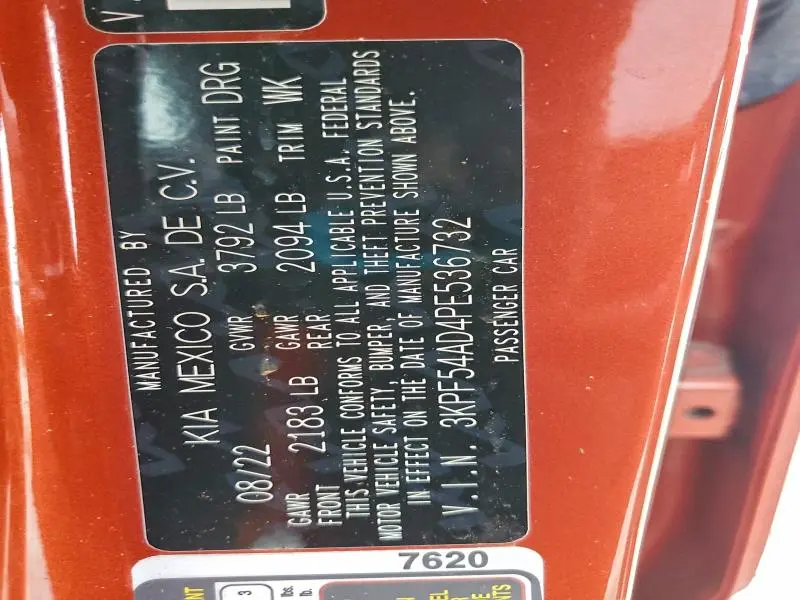 MANUFACTURED BY
KIA MEXICO S.A. DE C.V.
08/22 GVWR 3792 LB PAINT DRG
GAWR FRONT 2183 LB GAWR REAR 2094 LB TRIM WK
THIS VEHICLE CONFORMS TO ALL APPLICABLE U.S.A. FEDERAL
MOTOR VEHICLE SAFETY, BUMPER, AND THEFT PREVENTION STANDARDS
IN EFFECT ON THE DATE OF MANUFACTURE SHOWN ABOVE.
V.I.N. 3KPF54AD4PE536732
PASSENGER CAR
7620
3